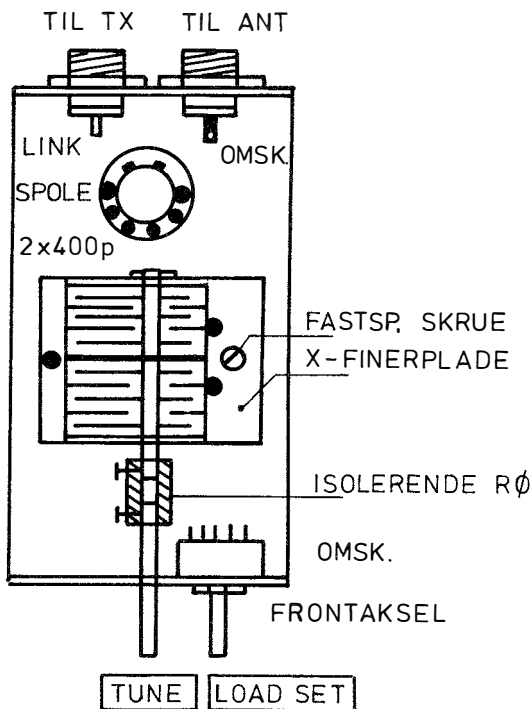 TIL TX TIL ANT
LINK
OMSK.
SPOLE
2x400p
FASTSP. SKRUE
X-FINERPLADE
ISOLERENDE RØ
OMSK.
FRONTAKSEL
TUNE LOAD SET